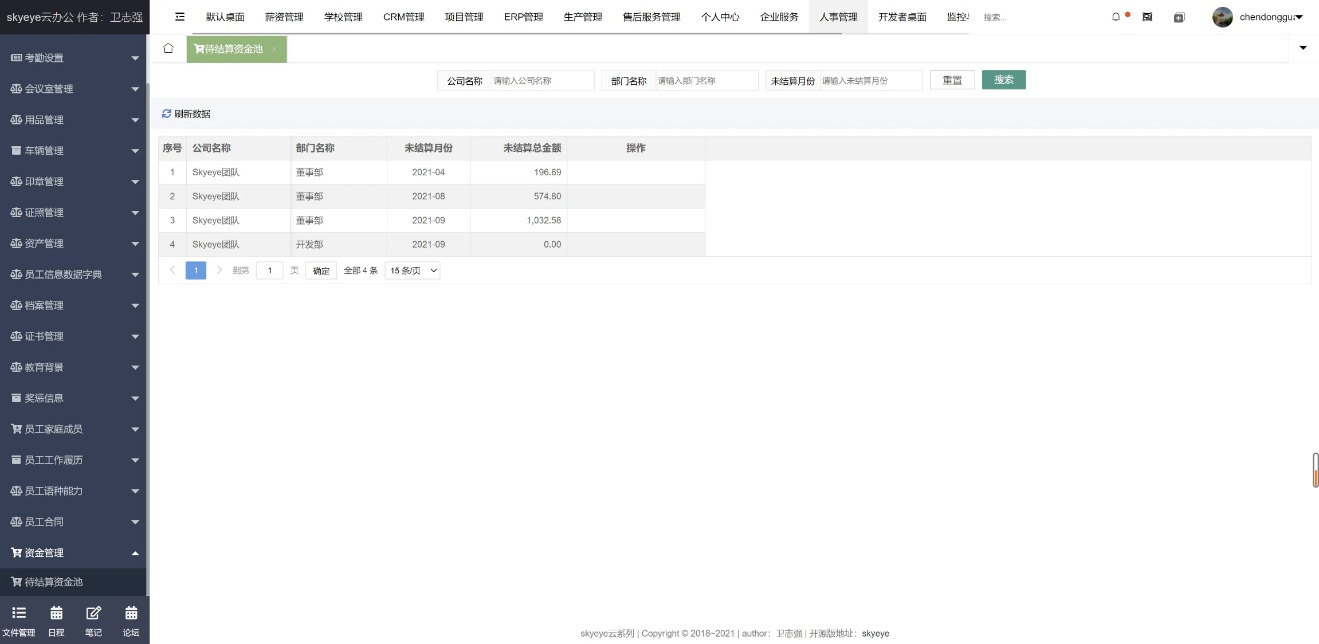 skyeye云办公 作者：卫志强
默认桌面 薪资管理 学校管理 CRM管理 项目管理 ERP管理 生产管理 售后服务管理 个人中心 企业服务 人事管理 开发者桌面 监控 搜索... chendonggui
待结算资金池
公司名称 请输入公司名称 部门名称 请输入部门名称 未结算月份 请输入未结算月份 重置 搜索
刷新数据
序号 公司名称 部门名称 未结算月份 未结算总金额 操作
1 Skyeye团队 董事部 2021-04 196.69
2 Skyeye团队 董事部 2021-08 574.80
3 Skyeye团队 董事部 2021-09 1,032.58
4 Skyeye团队 开发部 2021-09 0.00
1 到第 1 页 确定 全部 4 条 15 条/页
考勤设置
会议室管理
用品管理
车辆管理
印章管理
证照管理
资产管理
员工信息数据字典
档案管理
证书管理
教育背景
奖惩信息
员工家庭成员
员工工作履历
员工语种能力
员工合同
资金管理
待结算资金池
文件管理 日程 笔记 论坛
skyeye云系列 | Copyright © 2018~2021 | author：卫志强 | 开源版地址：skyeye